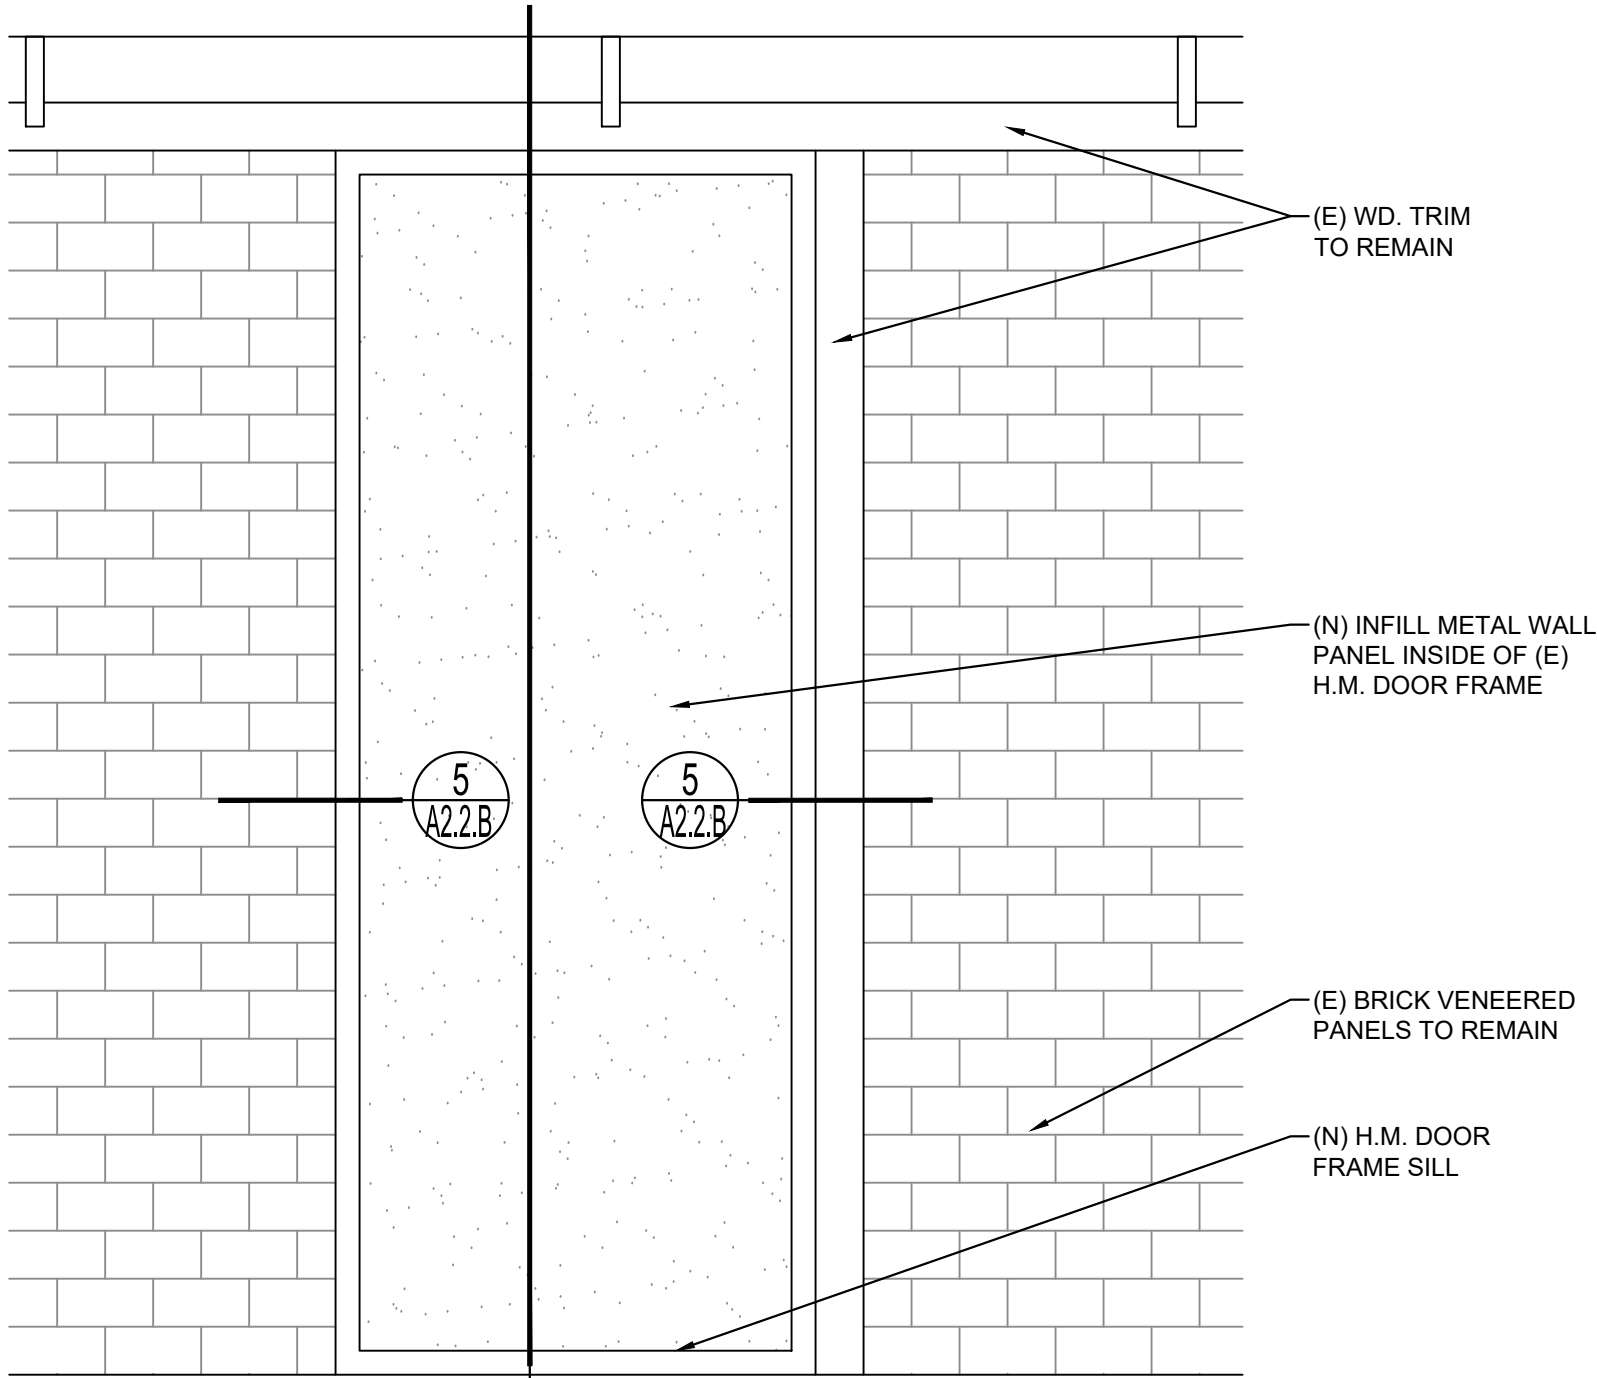 (E) WD. TRIM
TO REMAIN
(N) INFILL METAL WALL
PANEL INSIDE OF (E)
H.M. DOOR FRAME
5
A2.2.B
5
A2.2.B
(E) BRICK VENEERED
PANELS TO REMAIN
(N) H.M. DOOR
FRAME SILL